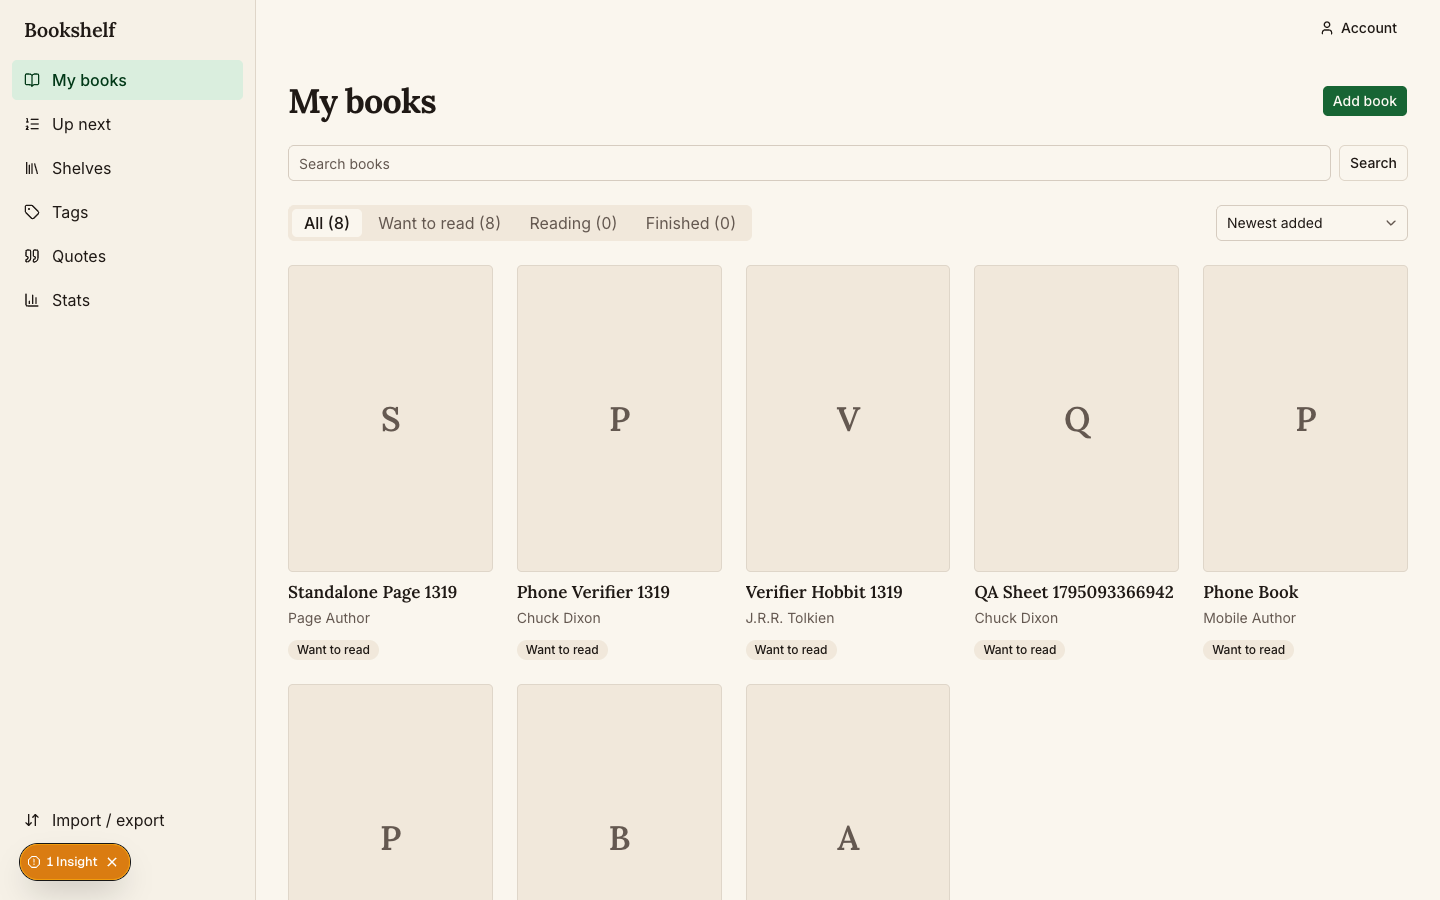 Bookshelf
My books
Up next
Shelves
Tags
Quotes
Stats
Import / export
1 Insight
Account
My books
Add book
Search books
Search
All (8)
Want to read (8)
Reading (0)
Finished (0)
Newest added
S
P
V
Q
P
Standalone Page 1319
Page Author
Want to read
Phone Verifier 1319
Chuck Dixon
Want to read
Verifier Hobbit 1319
J.R.R. Tolkien
Want to read
QA Sheet 1795093366942
Chuck Dixon
Want to read
Phone Book
Mobile Author
Want to read
P
B
A